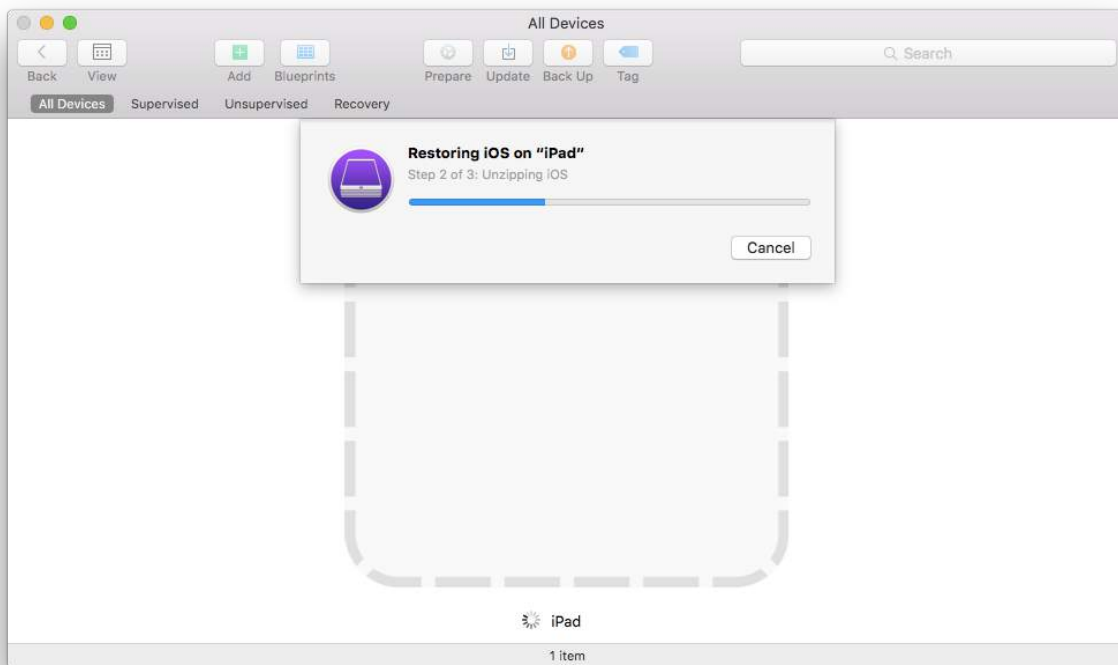 All Devices
Search
Back View Add Blueprints Prepare Update Back Up Tag
All Devices Supervised Unsupervised Recovery
Restoring iOS on “iPad”
Step 2 of 3: Unzipping iOS
Cancel
iPad
1 item